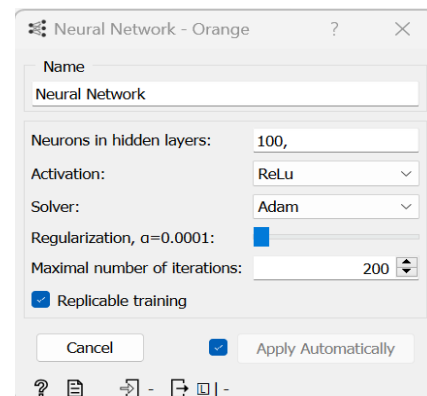 Neural Network - Orange ?
Name
Neural Network
Neurons in hidden layers: 100,
Activation: ReLu
Solver: Adam
Regularization, α=0.0001:
Maximal number of iterations: 200
Replicable training
Cancel Apply Automatically
? - L | -